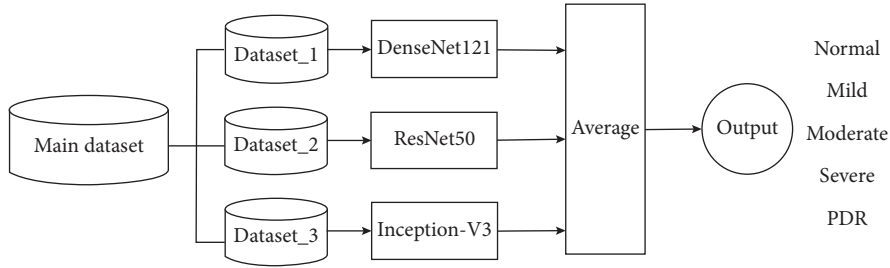 Main dataset
Dataset_1
DenseNet121
Dataset_2
ResNet50
Dataset_3
Inception-V3
Average
Output
Normal
Mild
Moderate
Severe
PDR